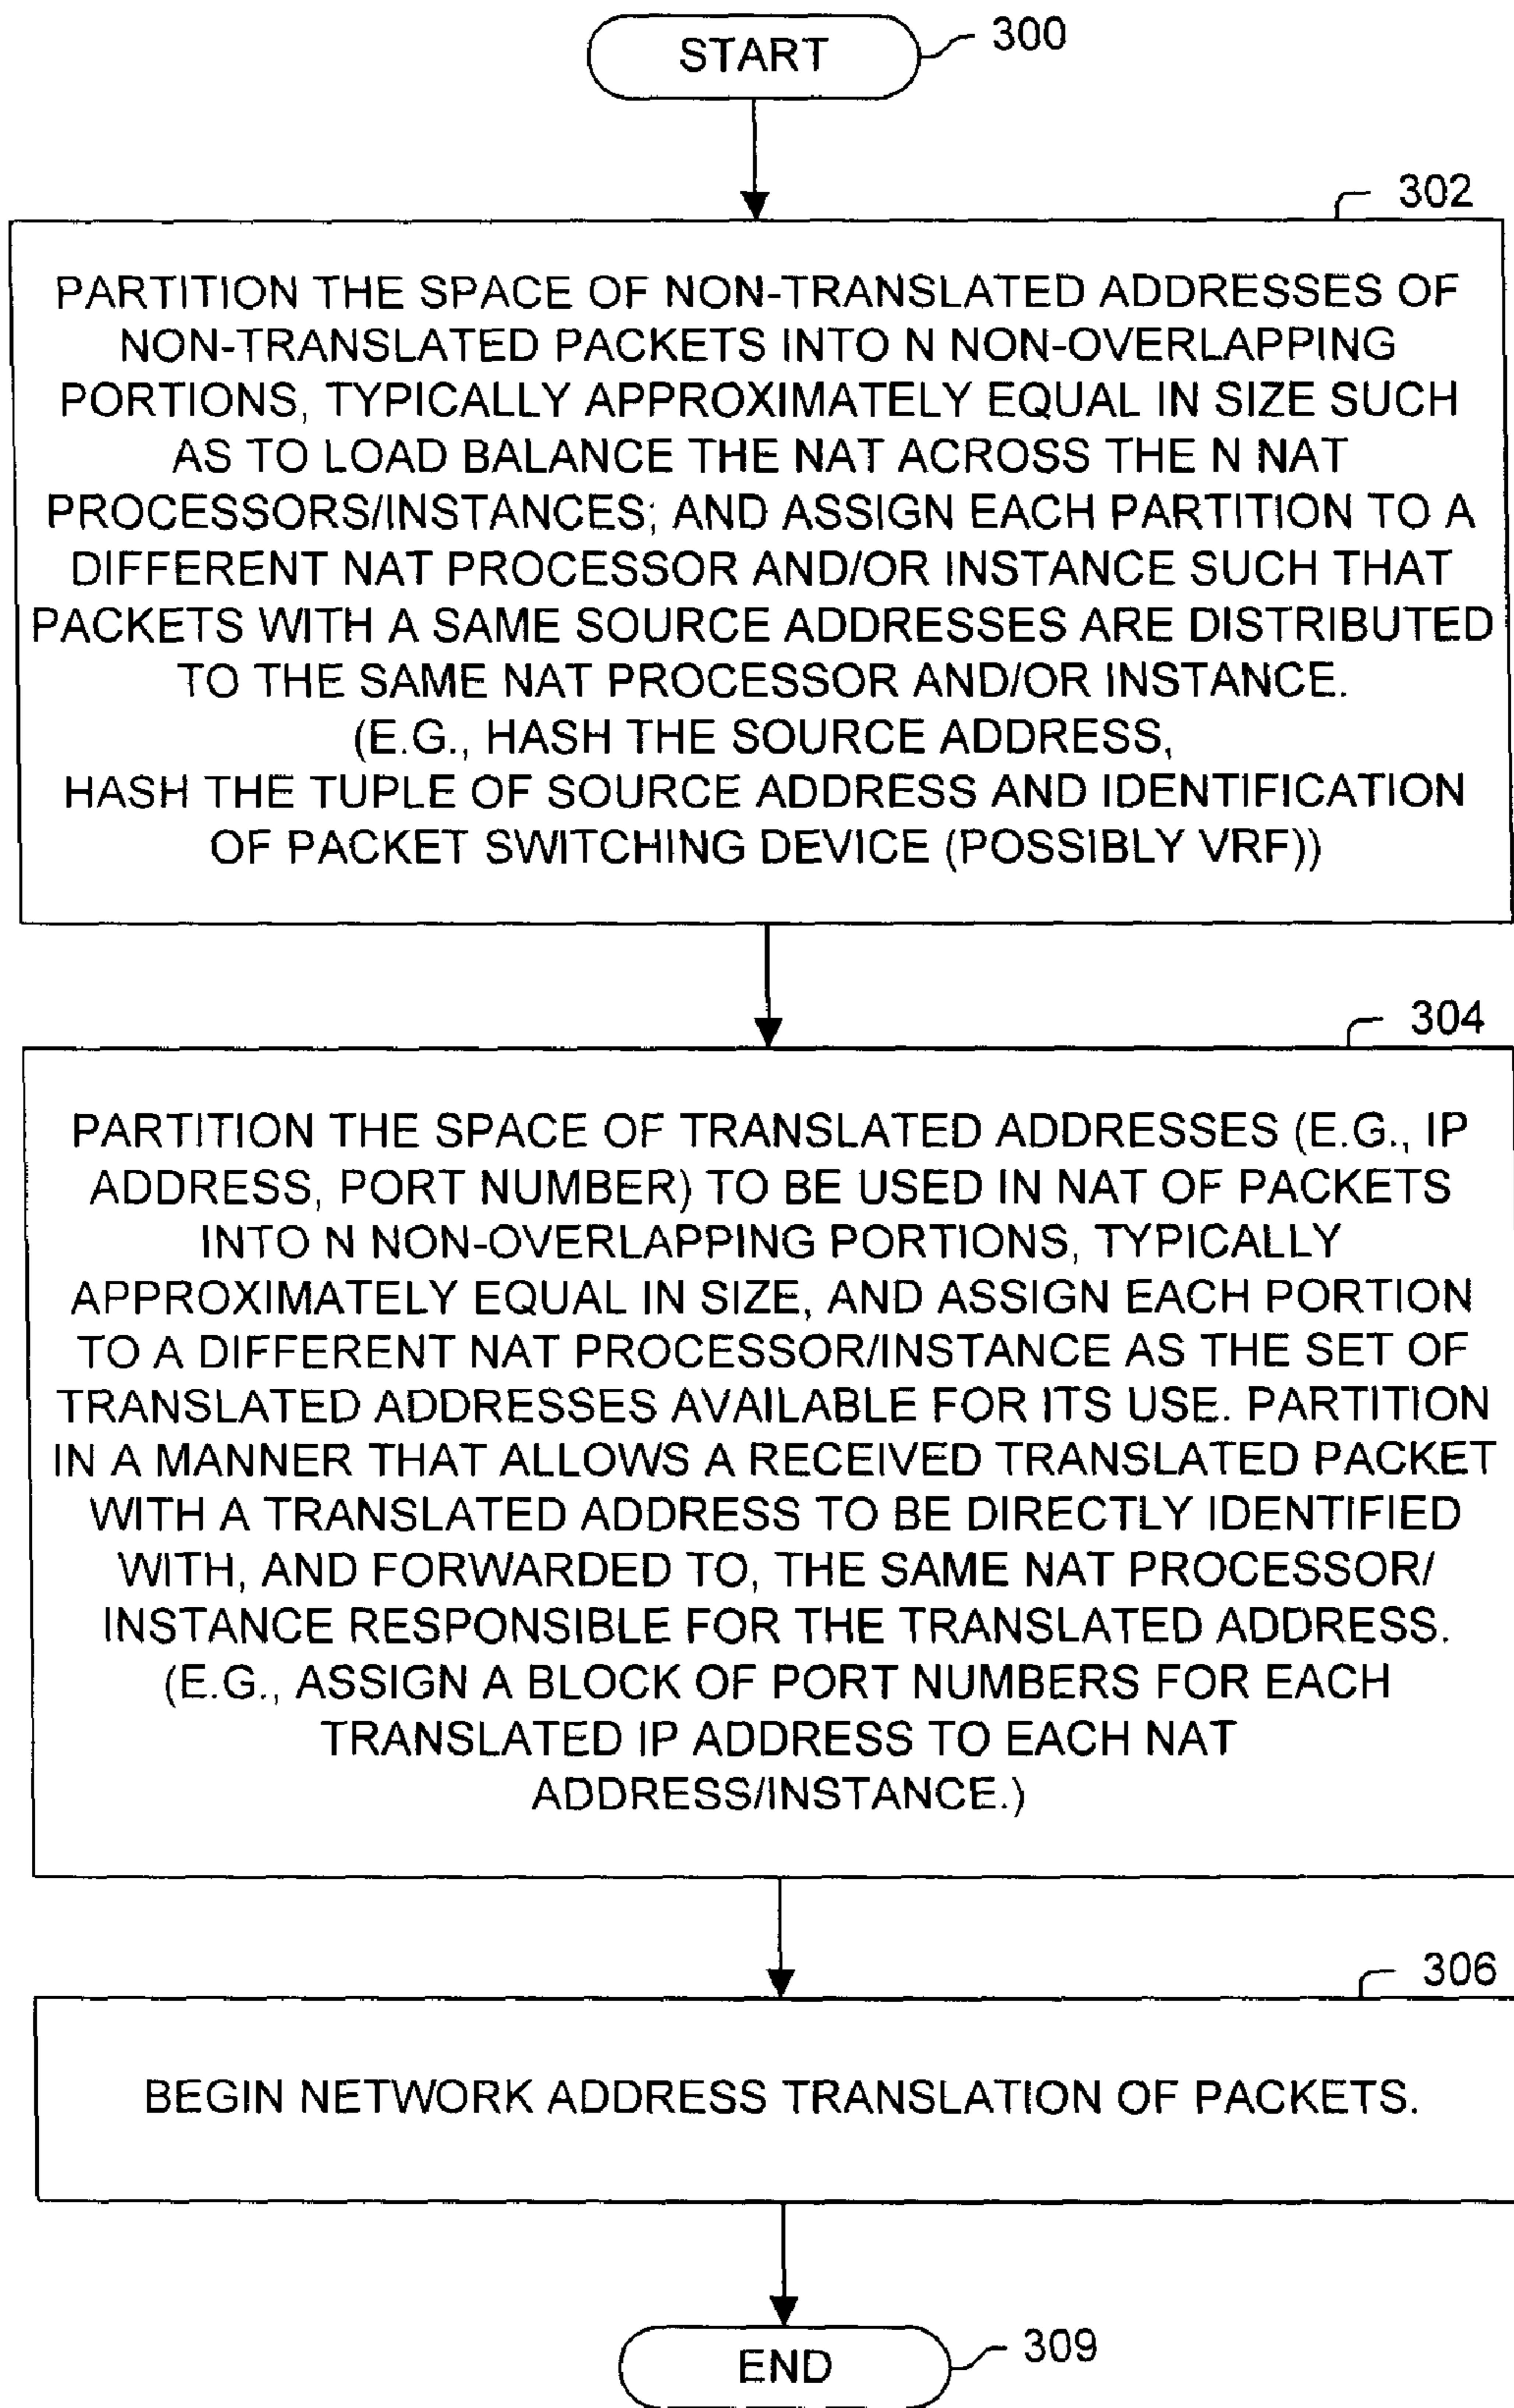 START
300
302
PARTITION THE SPACE OF NON-TRANSLATED ADDRESSES OF
NON-TRANSLATED PACKETS INTO N NON-OVERLAPPING
PORTIONS, TYPICALLY APPROXIMATELY EQUAL IN SIZE SUCH
AS TO LOAD BALANCE THE NAT ACROSS THE N NAT
PROCESSORS/INSTANCES; AND ASSIGN EACH PARTITION TO A
DIFFERENT NAT PROCESSOR AND/OR INSTANCE SUCH THAT
PACKETS WITH A SAME SOURCE ADDRESSES ARE DISTRIBUTED
TO THE SAME NAT PROCESSOR AND/OR INSTANCE.
(E.G., HASH THE SOURCE ADDRESS,
HASH THE TUPLE OF SOURCE ADDRESS AND IDENTIFICATION
OF PACKET SWITCHING DEVICE (POSSIBLY VRF))
304
PARTITION THE SPACE OF TRANSLATED ADDRESSES (E.G., IP
ADDRESS, PORT NUMBER) TO BE USED IN NAT OF PACKETS
INTO N NON-OVERLAPPING PORTIONS, TYPICALLY
APPROXIMATELY EQUAL IN SIZE, AND ASSIGN EACH PORTION
TO A DIFFERENT NAT PROCESSOR/INSTANCE AS THE SET OF
TRANSLATED ADDRESSES AVAILABLE FOR ITS USE. PARTITION
IN A MANNER THAT ALLOWS A RECEIVED TRANSLATED PACKET
WITH A TRANSLATED ADDRESS TO BE DIRECTLY IDENTIFIED
WITH, AND FORWARDED TO, THE SAME NAT PROCESSOR/
INSTANCE RESPONSIBLE FOR THE TRANSLATED ADDRESS.
(E.G., ASSIGN A BLOCK OF PORT NUMBERS FOR EACH
TRANSLATED IP ADDRESS TO EACH NAT
ADDRESS/INSTANCE.)
306
BEGIN NETWORK ADDRESS TRANSLATION OF PACKETS.
END
309